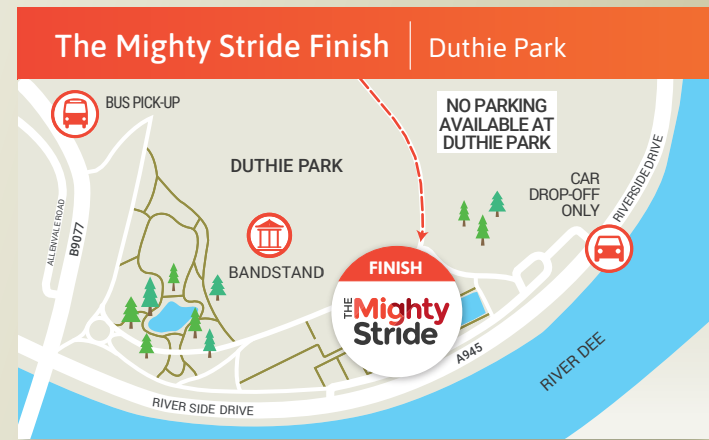 The Mighty Stride Finish | Duthie Park
BUS PICK-UP
NO PARKING
AVAILABLE AT
DUTHIE PARK
DUTHIE PARK
CAR
DROP-OFF
ONLY
RIVERSIDE DRIVE
ALLENVALE ROAD
B9077
BANDSTAND
FINISH
THE Mighty
Stride
A945
RIVER DEE
RIVER SIDE DRIVE